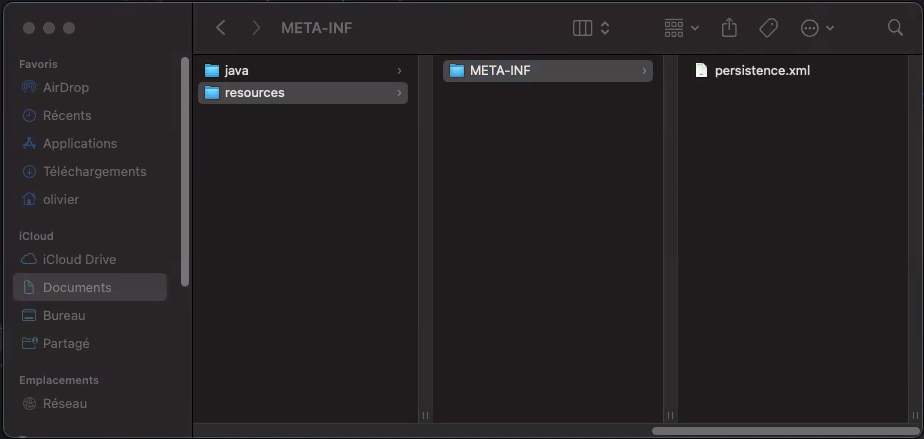 META-INF
Favoris
AirDrop
Récents
Applications
Téléchargements
olivier
iCloud
iCloud Drive
Documents
Bureau
Partagé
Emplacements
Réseau
java
resources
META-INF
persistence.xml